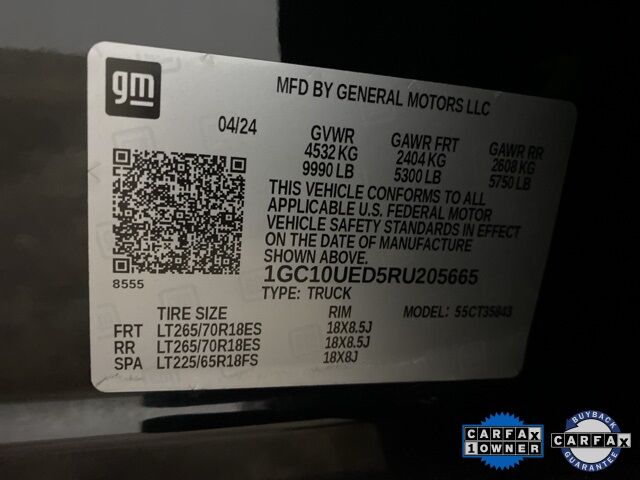 gm
MFD BY GENERAL MOTORS LLC
04/24 GVWR GAWR FRT GAWR RR
4532 KG 2404 KG 2608 KG
9990 LB 5300 LB 5750 LB
THIS VEHICLE CONFORMS TO ALL
APPLICABLE U.S. FEDERAL MOTOR
VEHICLE SAFETY STANDARDS IN EFFECT
ON THE DATE OF MANUFACTURE
SHOWN ABOVE.
1GC10UED5RU205665
8555
TYPE: TRUCK MODEL: 55CT35843
TIRE SIZE RIM
FRT LT265/70R18ES 18X8.5J
RR LT265/70R18ES 18X8.5J
SPA LT225/65R18FS 18X8J
CARFAX
1 OWNER
BUYBACK
CARFAX
GUARANTEE